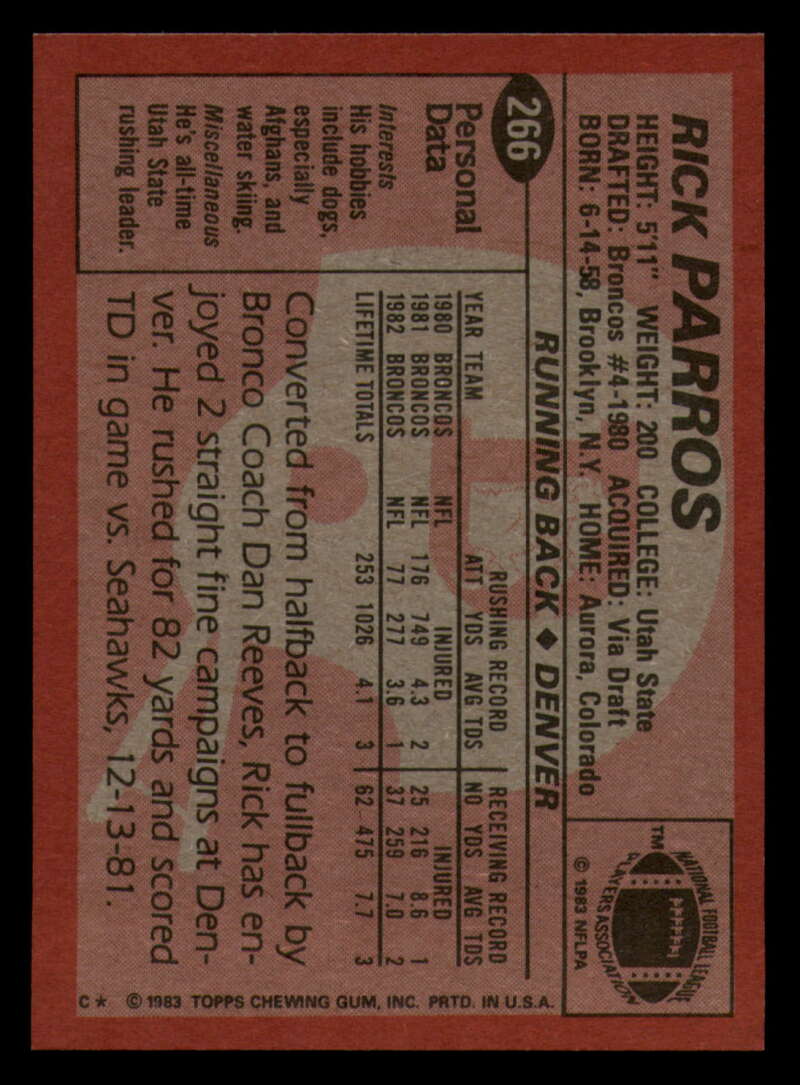 RICK PARROS
HEIGHT: 5'11" WEIGHT: 200 COLLEGE: Utah State
DRAFTED: Broncos #4-1980 ACQUIRED: Via Draft
BORN: 6-14-58, Brooklyn, N.Y. HOME: Aurora, Colorado
TM
NATIONAL FOOTBALL LEAGUE
PLAYERS ASSOCIATION
© 1983 NFLPA
266
RUNNING BACK ♦ DENVER
Personal
Data
Interests
His hobbies
include dogs,
especially
Afghans, and
water skiing.
Miscellaneous
He's all-time
Utah State
rushing leader.
RUSHING RECORD RECEIVING RECORD
YEAR TEAM ATT YDS AVG TDS NO YDS AVG TDS
1980 BRONCOS NFL INJURED INJURED
1981 BRONCOS NFL 176 749 4.3 2 25 216 8.6 1
1982 BRONCOS NFL 77 277 3.6 1 37 259 7.0 2
LIFETIME TOTALS 253 1026 4.1 3 62 475 7.7 3
Converted from halfback to fullback by
Bronco Coach Dan Reeves, Rick has en-
joyed 2 straight fine campaigns at Den-
ver. He rushed for 82 yards and scored
TD in game vs. Seahawks, 12-13-81.
C* © 1983 TOPPS CHEWING GUM, INC. PRTD. IN U.S.A.